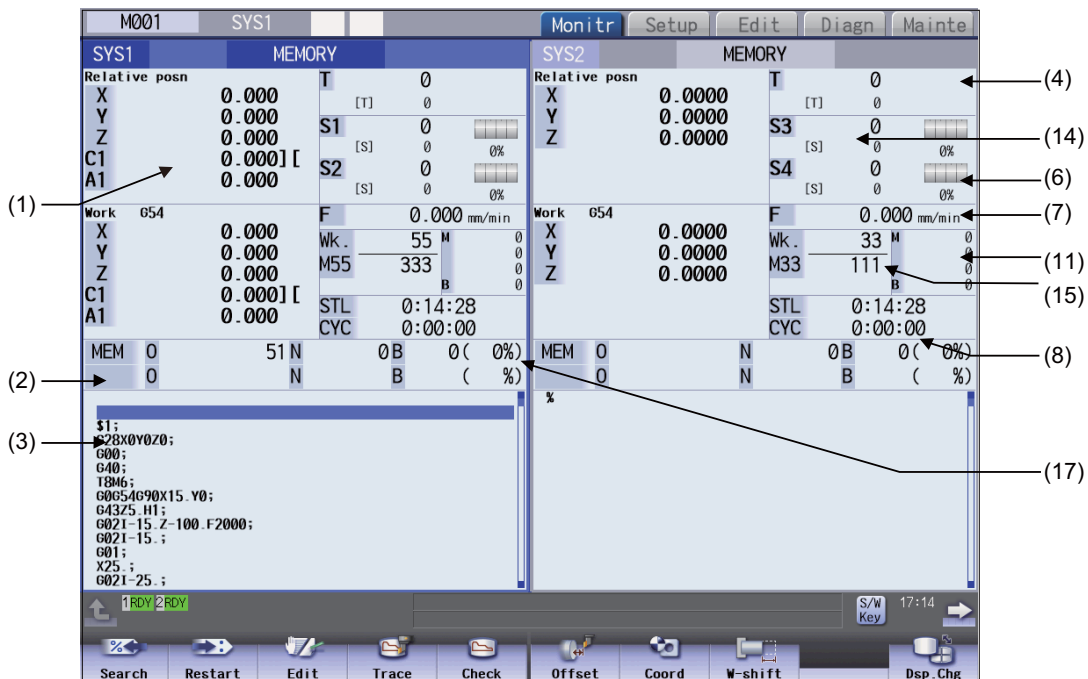 M001 SYS1 Monitr Setup Edit Diagn Mainte
SYS1 MEMORY
Relative posn
X 0.000
Y 0.000
Z 0.000
C1 0.000][
A1 0.000
T 0
[T] 0
S1 0
[S] 0 0%
S2 0
[S] 0 0%
Work G54
X 0.000
Y 0.000
Z 0.000
C1 0.000][
A1 0.000
F 0.000 mm/min
Wk. 55 M 0
0
M55 333 0
B 0
STL 0:14:28
CYC 0:00:00
MEM O 51 N 0 B 0( 0%)
O N B ( %)
$1;
G28X0Y0Z0;
G00;
G40;
T8M6;
G0G54G90X15.Y0;
G43Z5.H1;
G02I-15.Z-100.F2000;
G02I-15.;
G01;
X25.;
G02I-25.;
SYS2 MEMORY
Relative posn
X 0.0000
Y 0.0000
Z 0.0000
T 0
[T] 0
S3 0
[S] 0 0%
S4 0
[S] 0 0%
Work G54
X 0.0000
Y 0.0000
Z 0.0000
F 0.000 mm/min
Wk. 33 M 0
0
M33 111 0
B 0
STL 0:14:28
CYC 0:00:00
MEM O N 0 B 0( 0%)
O N B ( %)
%
1RDY 2RDY S/W Key 17:14
Search Restart Edit Trace Check Offset Coord W-shift Dsp.Chg
(1)
(2)
(3)
(4)
(14)
(6)
(7)
(11)
(15)
(8)
(17)